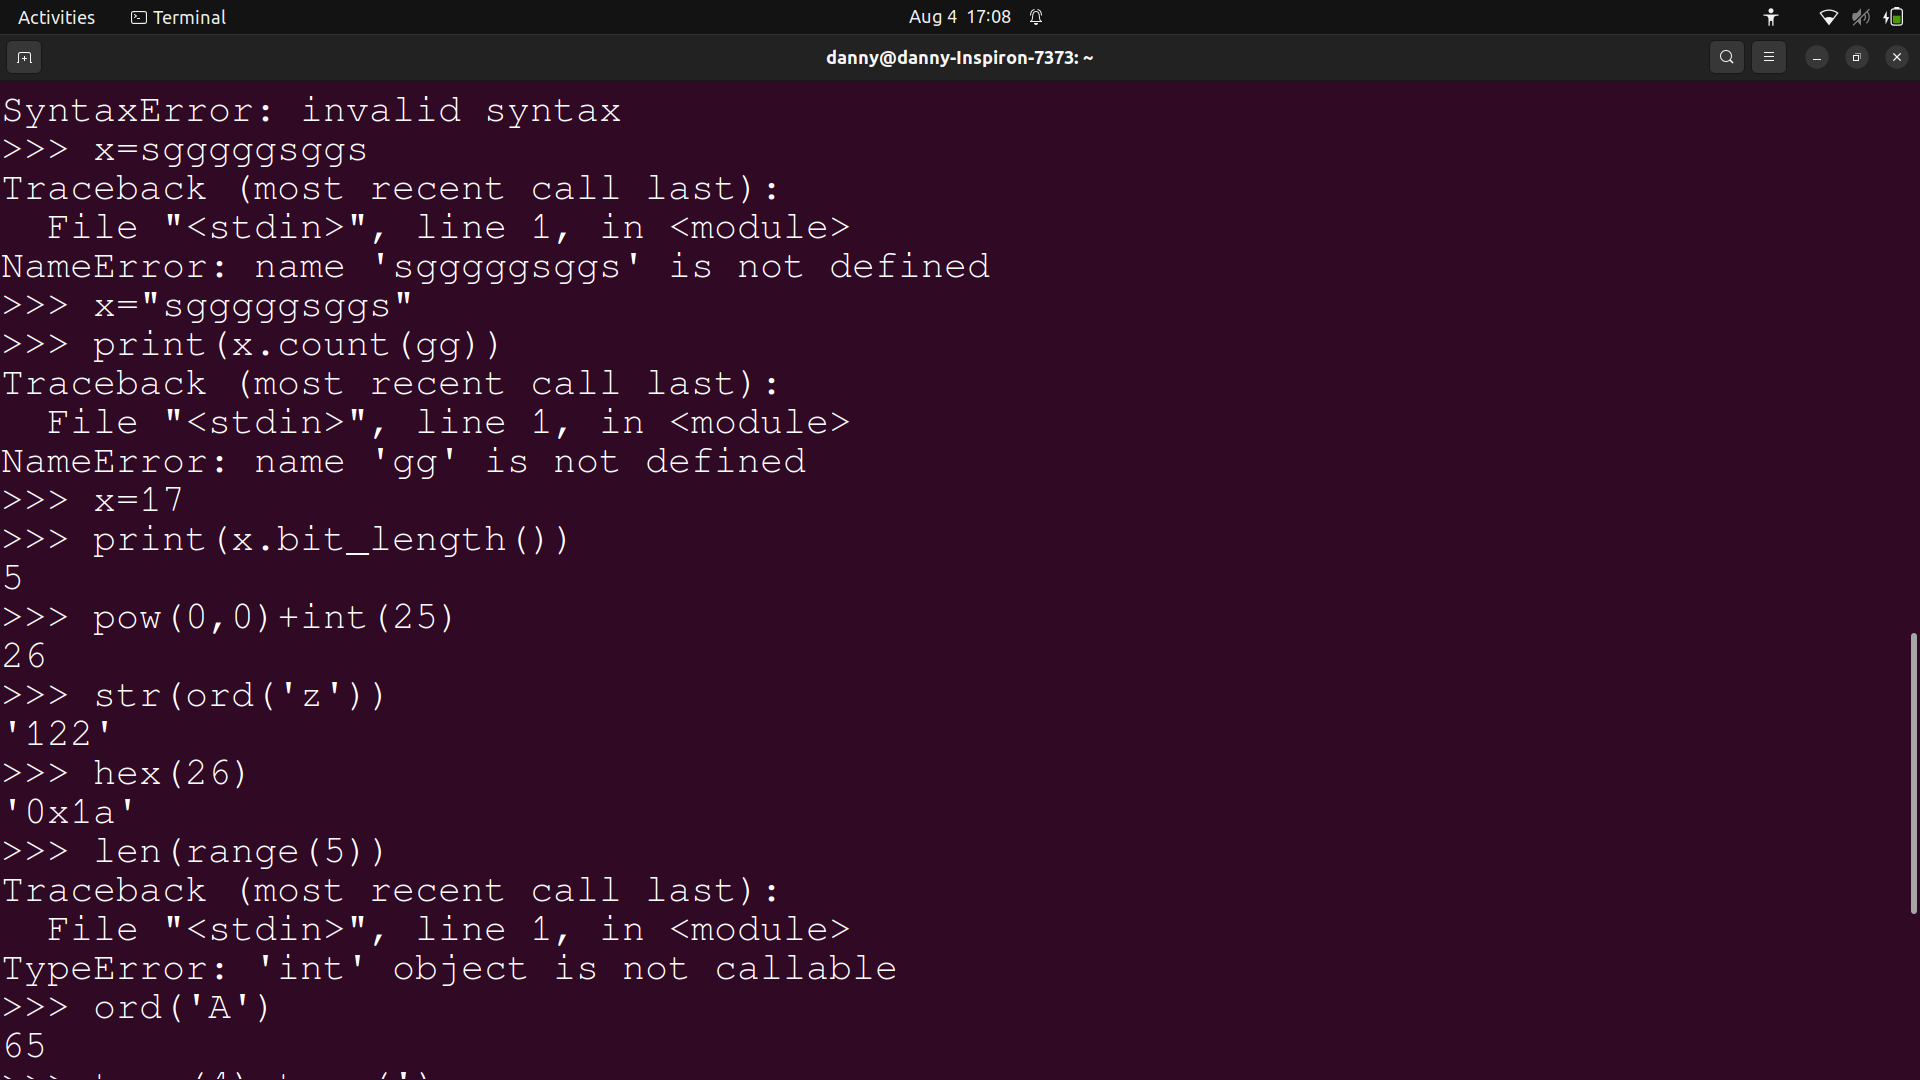 Activities Terminal Aug 4 17:08
danny@danny-Inspiron-7373: ~
SyntaxError: invalid syntax
>>> x=sgggggsggs
Traceback (most recent call last):
  File "<stdin>", line 1, in <module>
NameError: name 'sgggggsggs' is not defined
>>> x="sgggggsggs"
>>> print(x.count(gg))
Traceback (most recent call last):
  File "<stdin>", line 1, in <module>
NameError: name 'gg' is not defined
>>> x=17
>>> print(x.bit_length())
5
>>> pow(0,0)+int(25)
26
>>> str(ord('z'))
'122'
>>> hex(26)
'0x1a'
>>> len(range(5))
Traceback (most recent call last):
  File "<stdin>", line 1, in <module>
TypeError: 'int' object is not callable
>>> ord('A')
65